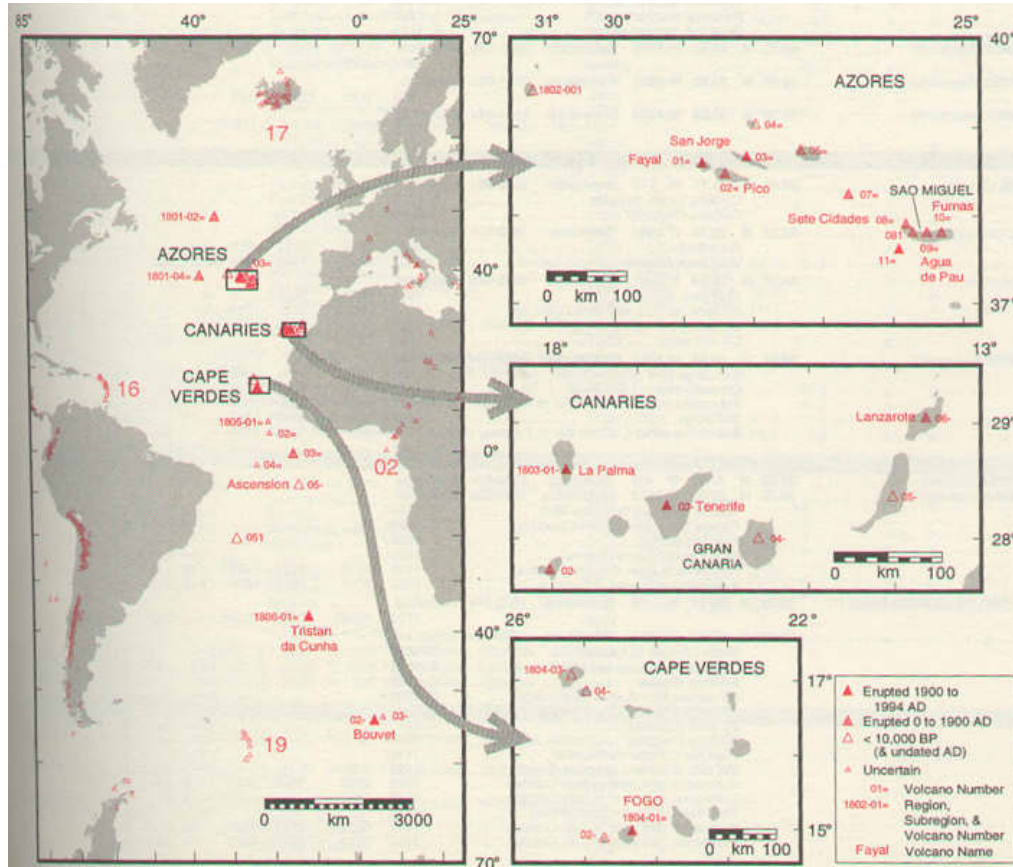 85°
40°
0°
25°
70°
17
1801-02=
AZORES
03=
1801-04=
40°
CANARIES
CAPE
VERDES
16
1805-01=
02=
03=
04=
02
0°
Ascension
05-
051
1806-01=
Tristan
da Cunha
40°
02-
03-
Bouvet
19
0
km
3000
70°
31°
30°
25°
40°
AZORES
1802-001
04=
San Jorge
Fayal
01=
03=
05=
02=
Pico
07=
SAO MIGUEL
Furnas
Sete Cidades
08=
10=
081
09=
11=
Agua
de Pau
0
km
100
37°
18°
13°
CANARIES
Lanzarote
06-
29°
1803-01-
La Palma
03-
Tenerife
05-
GRAN
CANARIA
04-
28°
02-
0
km
100
26°
22°
CAPE VERDES
1804-03-
04-
17°
FOGO
1804-01=
02-
15°
0
km
100
Erupted 1900 to
1994 AD
Erupted 0 to 1900 AD
< 10,000 BP
(& undated AD)
Uncertain
01= Volcano Number
1802-01= Region,
Subregion, &
Volcano Number
Fayal Volcano Name